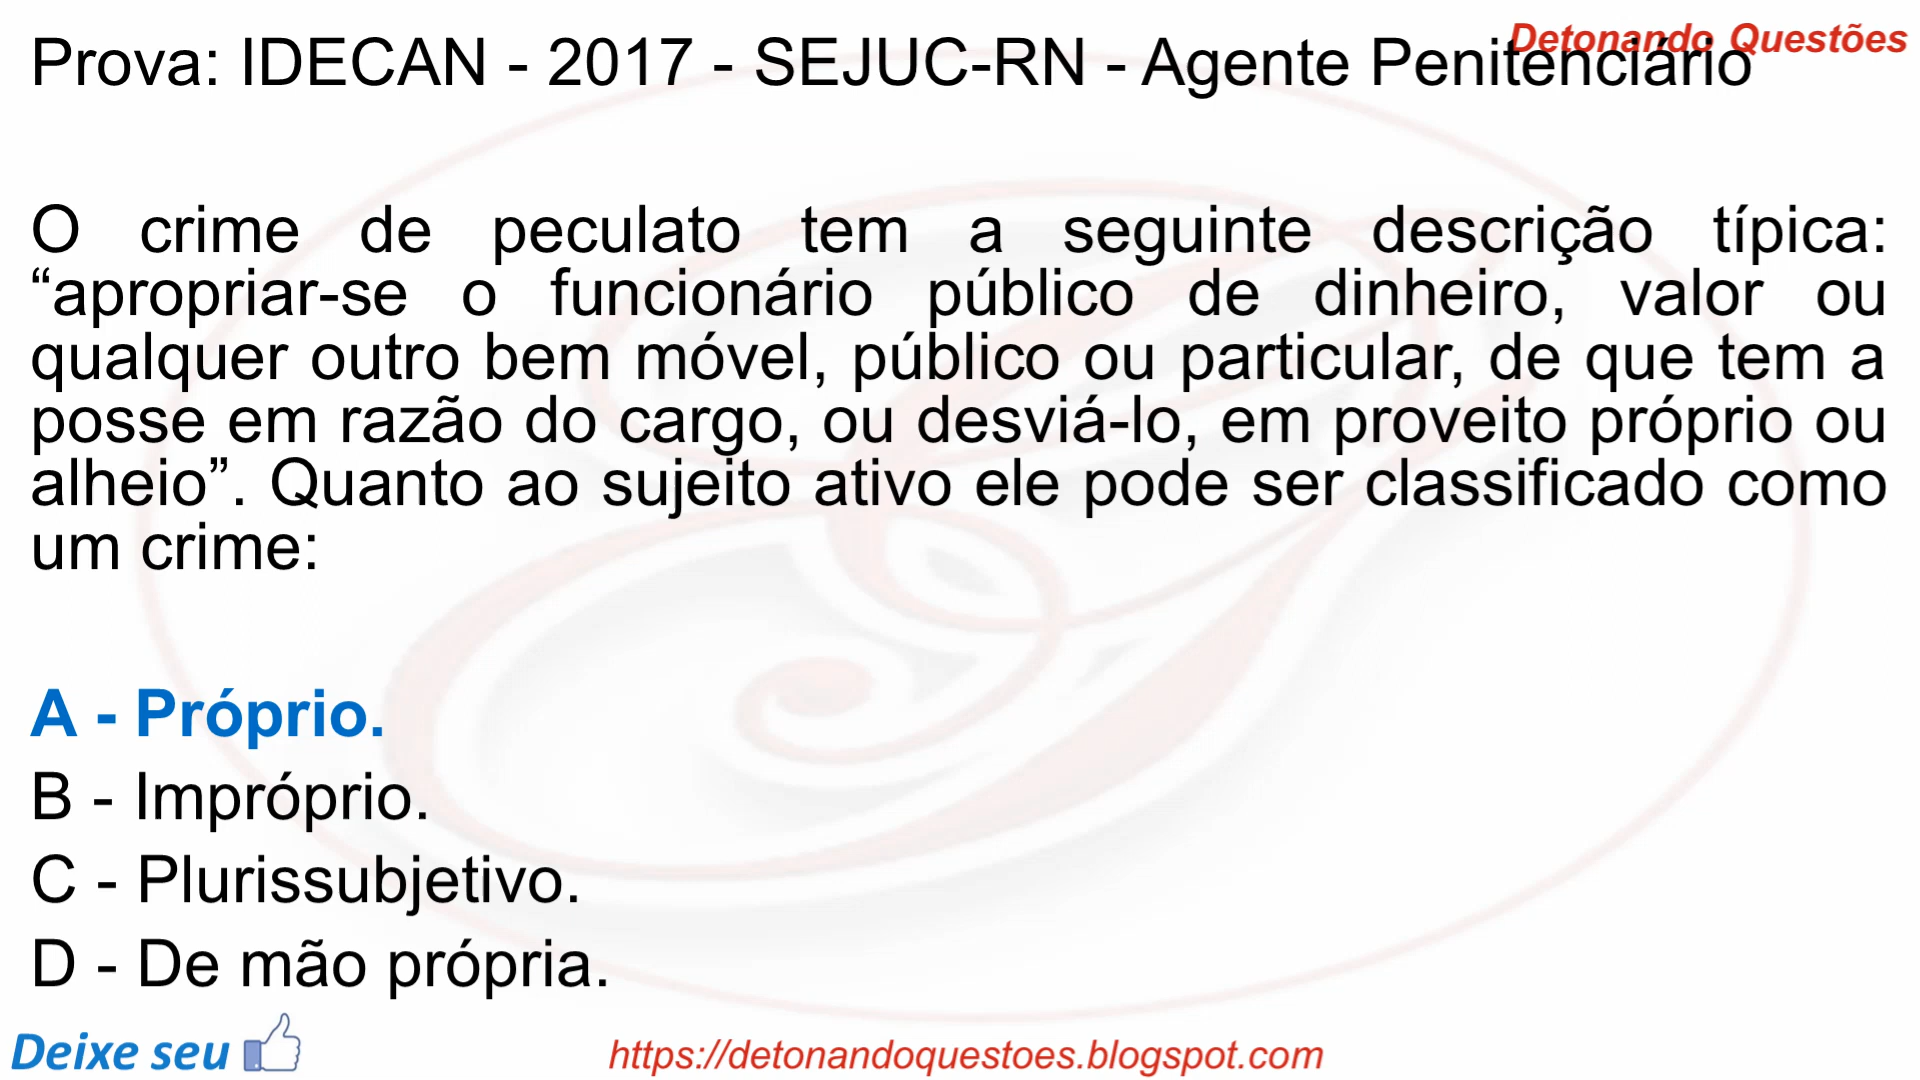 Detonando Questões
Prova: IDECAN - 2017 - SEJUC-RN - Agente Penitenciário
O crime de peculato tem a seguinte descrição típica:
“apropriar-se o funcionário público de dinheiro, valor ou
qualquer outro bem móvel, público ou particular, de que tem a
posse em razão do cargo, ou desviá-lo, em proveito próprio ou
alheio”. Quanto ao sujeito ativo ele pode ser classificado como
um crime:
A - Próprio.
B - Impróprio.
C - Plurissubjetivo.
D - De mão própria.
Deixe seu
https://detonandoquestoes.blogspot.com